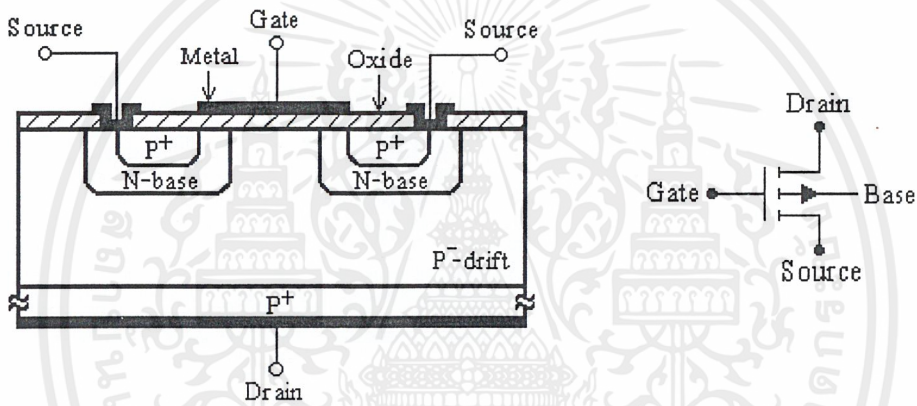 Source
Gate
Source
Metal
Oxide
P+
P+
N-base
N-base
P⁻-drift
P+
Drain
Drain
Gate
Base
Source